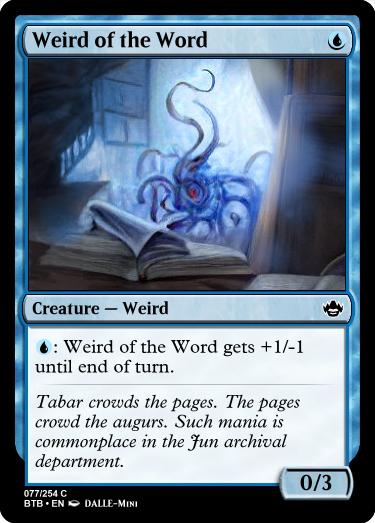 Weird of the Word
Creature — Weird
: Weird of the Word gets +1/-1
until end of turn.
Tabar crowds the pages. The pages
crowd the augurs. Such mania is
commonplace in the Jun archival
department.
0/3
077/254 C
BTB • EN DALLE-Mini